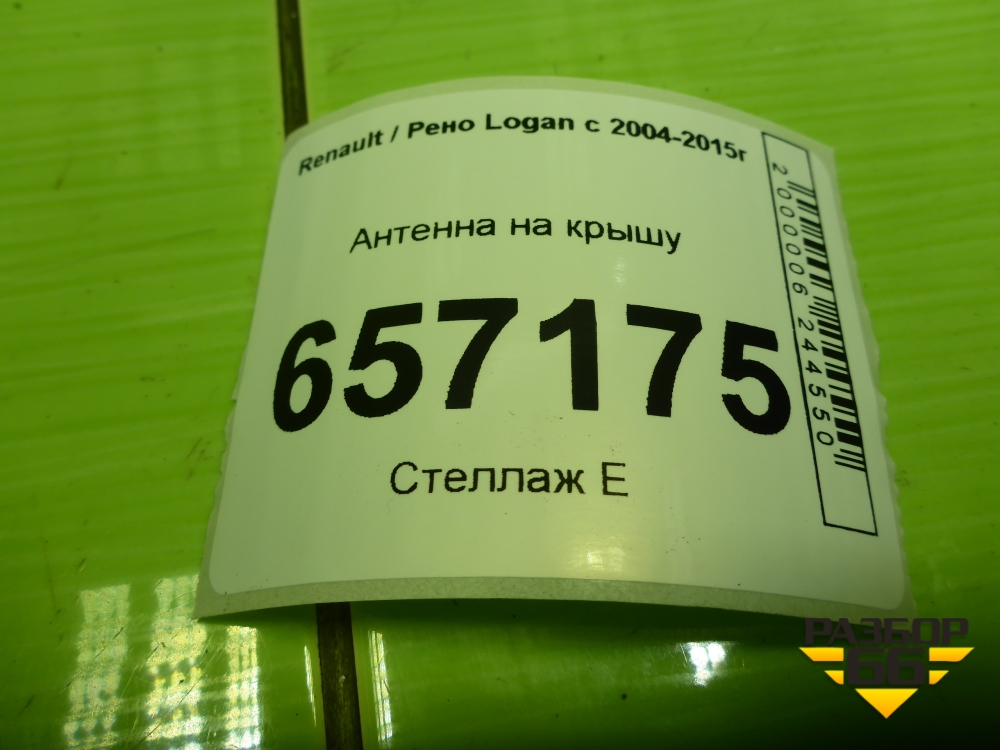 Renault / Рено Logan с 2004-2015г
Антенна на крышу
657175
Стеллаж Е
2000006244550
РАЗБОР
66